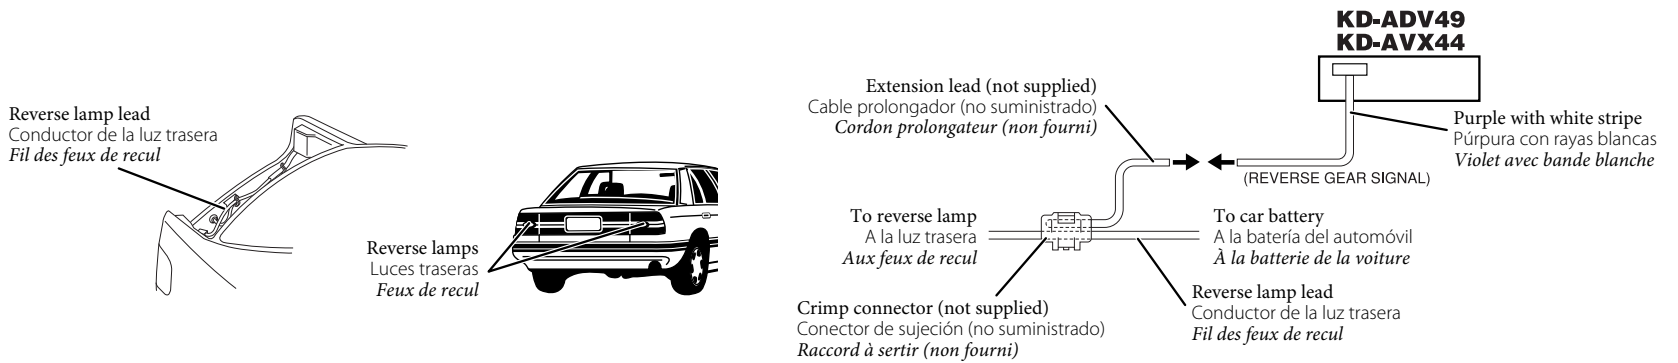 Reverse lamp lead
Conductor de la luz trasera
Fil des feux de recul
Reverse lamps
Luces traseras
Feux de recul
KD-ADV49
KD-AVX44
Extension lead (not supplied)
Cable prolongador (no suministrado)
Cordon prolongateur (non fourni)
Purple with white stripe
Púrpura con rayas blancas
Violet avec bande blanche
(REVERSE GEAR SIGNAL)
To reverse lamp
A la luz trasera
Aux feux de recul
To car battery
A la batería del automóvil
À la batterie de la voiture
Crimp connector (not supplied)
Conector de sujeción (no suministrado)
Raccord à sertir (non fourni)
Reverse lamp lead
Conductor de la luz trasera
Fil des feux de recul